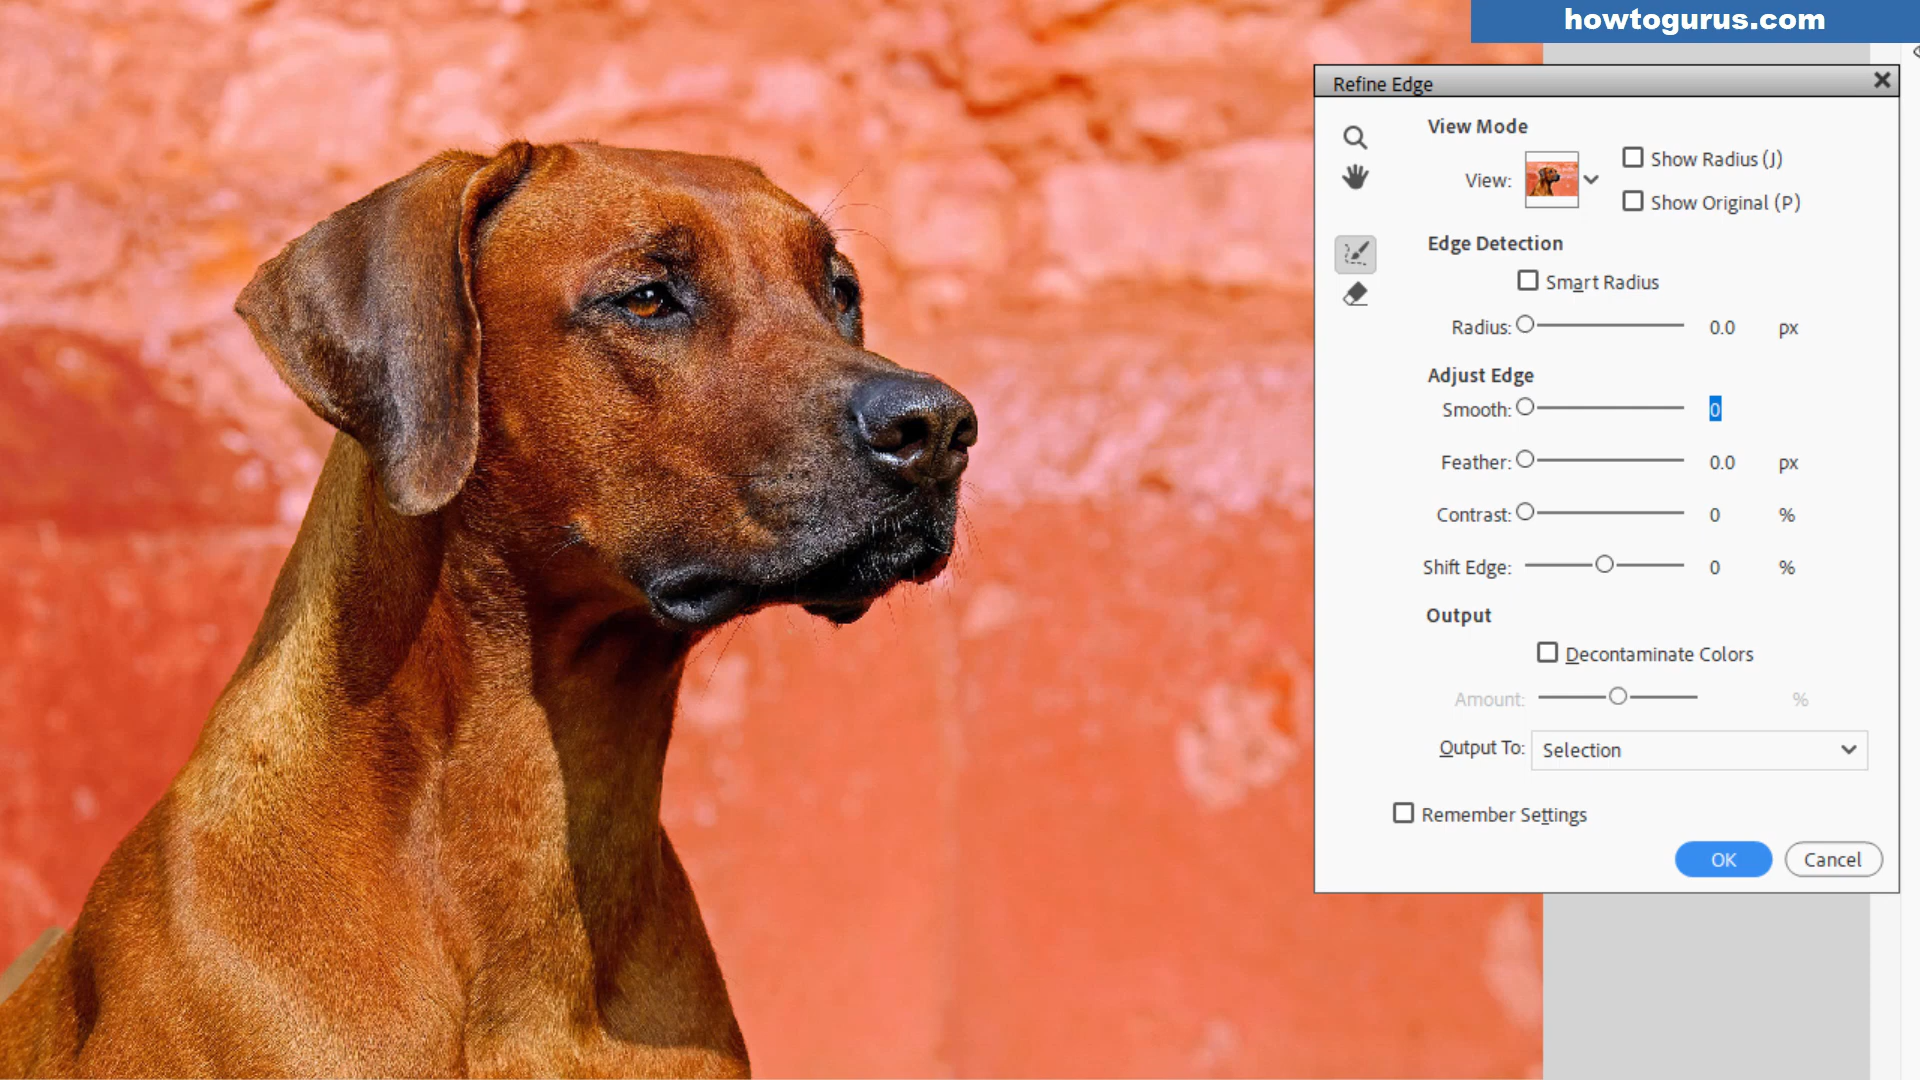 howtogurus.com
Refine Edge
View Mode
View:
Show Radius (J)
Show Original (P)
Edge Detection
Smart Radius
Radius: 0.0 px
Adjust Edge
Smooth: 0
Feather: 0.0 px
Contrast: 0 %
Shift Edge: 0 %
Output
Decontaminate Colors
Amount: %
Output To: Selection
Remember Settings
OK Cancel